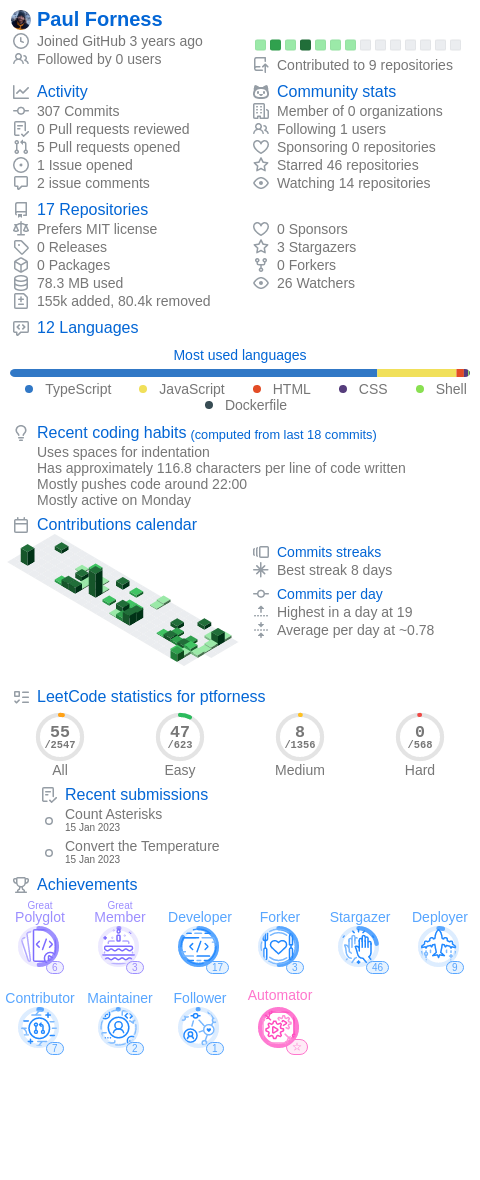 Paul Forness
Joined GitHub 3 years ago
Followed by 0 users
Contributed to 9 repositories
Activity
307 Commits
0 Pull requests reviewed
5 Pull requests opened
1 Issue opened
2 issue comments
Community stats
Member of 0 organizations
Following 1 users
Sponsoring 0 repositories
Starred 46 repositories
Watching 14 repositories
17 Repositories
Prefers MIT license
0 Releases
0 Packages
78.3 MB used
155k added, 80.4k removed
0 Sponsors
3 Stargazers
0 Forkers
26 Watchers
12 Languages
Most used languages
TypeScript JavaScript HTML CSS Shell
Dockerfile
Recent coding habits (computed from last 18 commits)
Uses spaces for indentation
Has approximately 116.8 characters per line of code written
Mostly pushes code around 22:00
Mostly active on Monday
Contributions calendar
Commits streaks
Best streak 8 days
Commits per day
Highest in a day at 19
Average per day at ~0.78
LeetCode statistics for ptforness
55 47 8 0
/2547 /623 /1356 /568
All Easy Medium Hard
Recent submissions
Count Asterisks
15 Jan 2023
Convert the Temperature
15 Jan 2023
Achievements
Great Great
Polyglot Member Developer Forker Stargazer Deployer
6 3 17 3 46 9
Contributor Maintainer Follower Automator
7 2 1